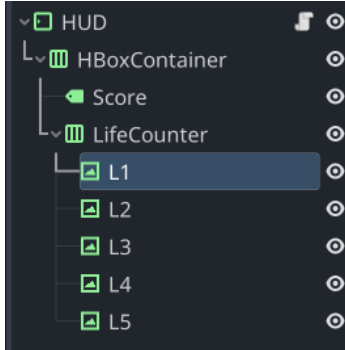 HUD
HBoxContainer
Score
LifeCounter
L1
L2
L3
L4
L5